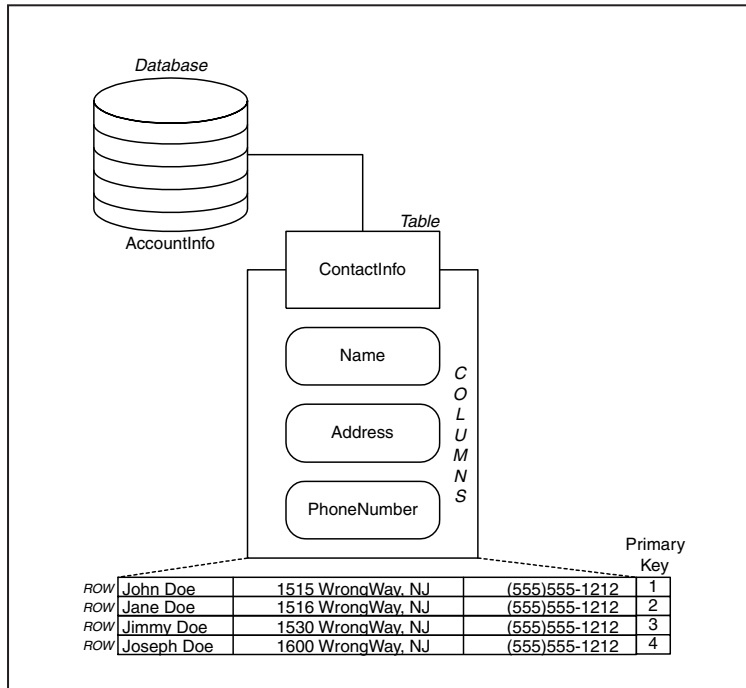 Database
AccountInfo
Table
ContactInfo
Name
Address
PhoneNumber
COLUMNS
Primary
Key
ROW John Doe 1515 WrongWay, NJ (555)555-1212 1
ROW Jane Doe 1516 WrongWay, NJ (555)555-1212 2
ROW Jimmy Doe 1530 WrongWay, NJ (555)555-1212 3
ROW Joseph Doe 1600 WrongWay, NJ (555)555-1212 4